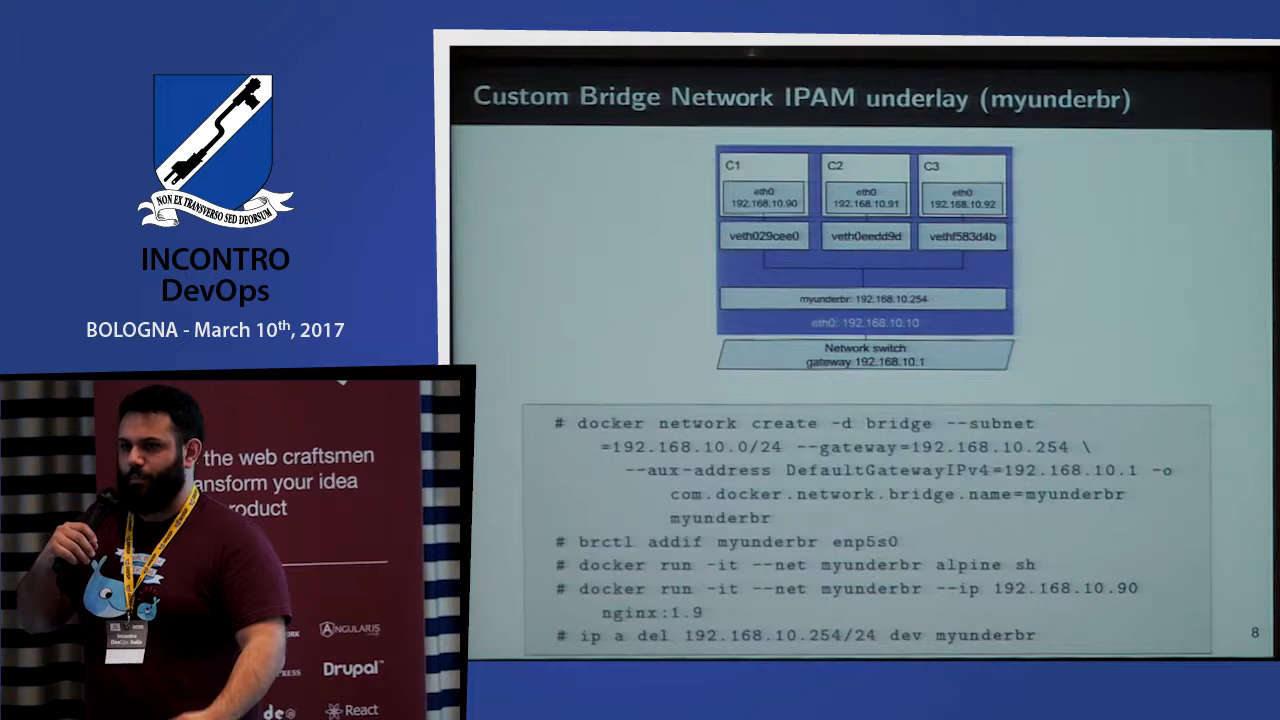 NON EX TRANSVERSO SED DEORSUM
INCONTRO
DevOps
BOLOGNA - March 10th, 2017
Custom Bridge Network IPAM underlay (myunderbr)
C1
C2
C3
eth0
192.168.10.90
eth0
192.168.10.91
eth0
192.168.10.92
veth029cee0
veth0eedd9d
vethf583d4b
myunderbr: 192.168.10.254
eth0: 192.168.10.10
Network switch
gateway 192.168.10.1
# docker network create -d bridge --subnet
=192.168.10.0/24 --gateway=192.168.10.254 \
--aux-address DefaultGatewayIPv4=192.168.10.1 -o
com.docker.network.bridge.name=myunderbr
myunderbr
# brctl addif myunderbr enp5s0
# docker run -it --net myunderbr alpine sh
# docker run -it --net myunderbr --ip 192.168.10.90
nginx:1.9
# ip a del 192.168.10.254/24 dev myunderbr
8
the web craftsmen
ansform your idea
roduct
ANGULARJS
Drupal
React
Incontro
DevOps Italia